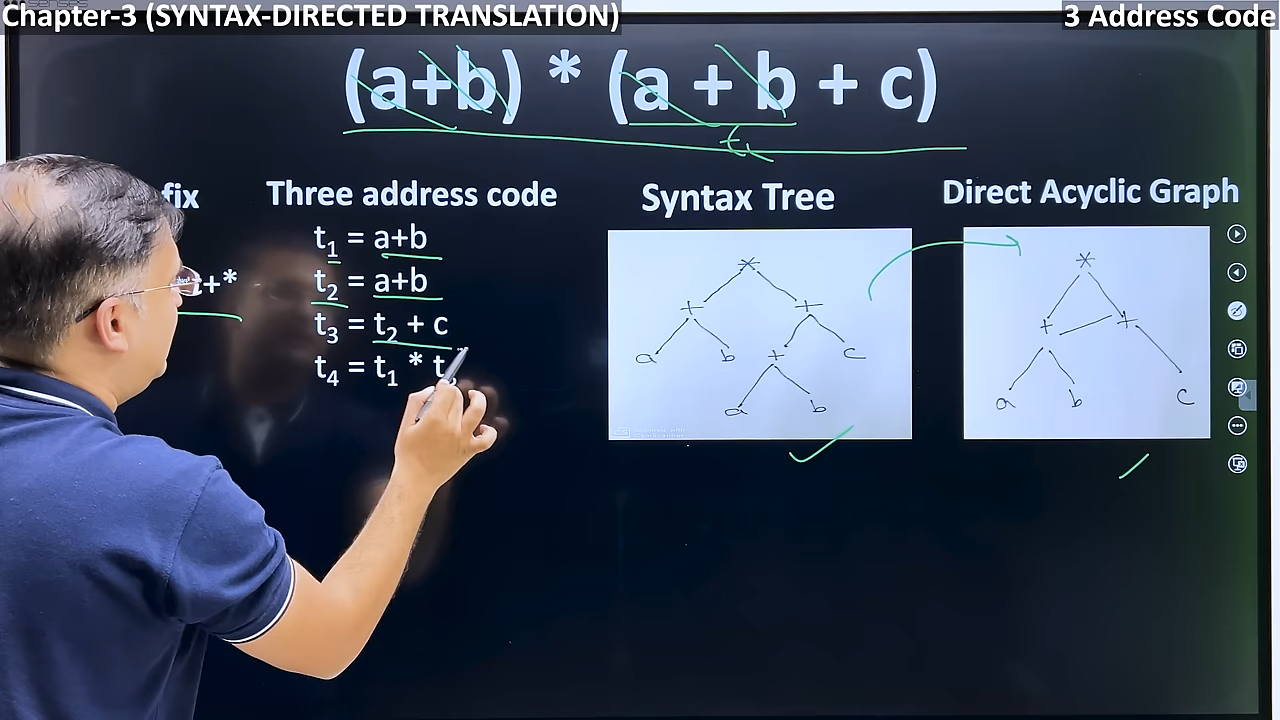 Chapter-3 (SYNTAX-DIRECTED TRANSLATION)
3 Address Code
(a+b) * (a + b + c)
t1
fix
+*
Three address code
t1 = a+b
t2 = a+b
t3 = t2 + c
t4 = t1 * t
Syntax Tree
*
+ +
a b + c
a b
Direct Acyclic Graph
*
+ +
a b c